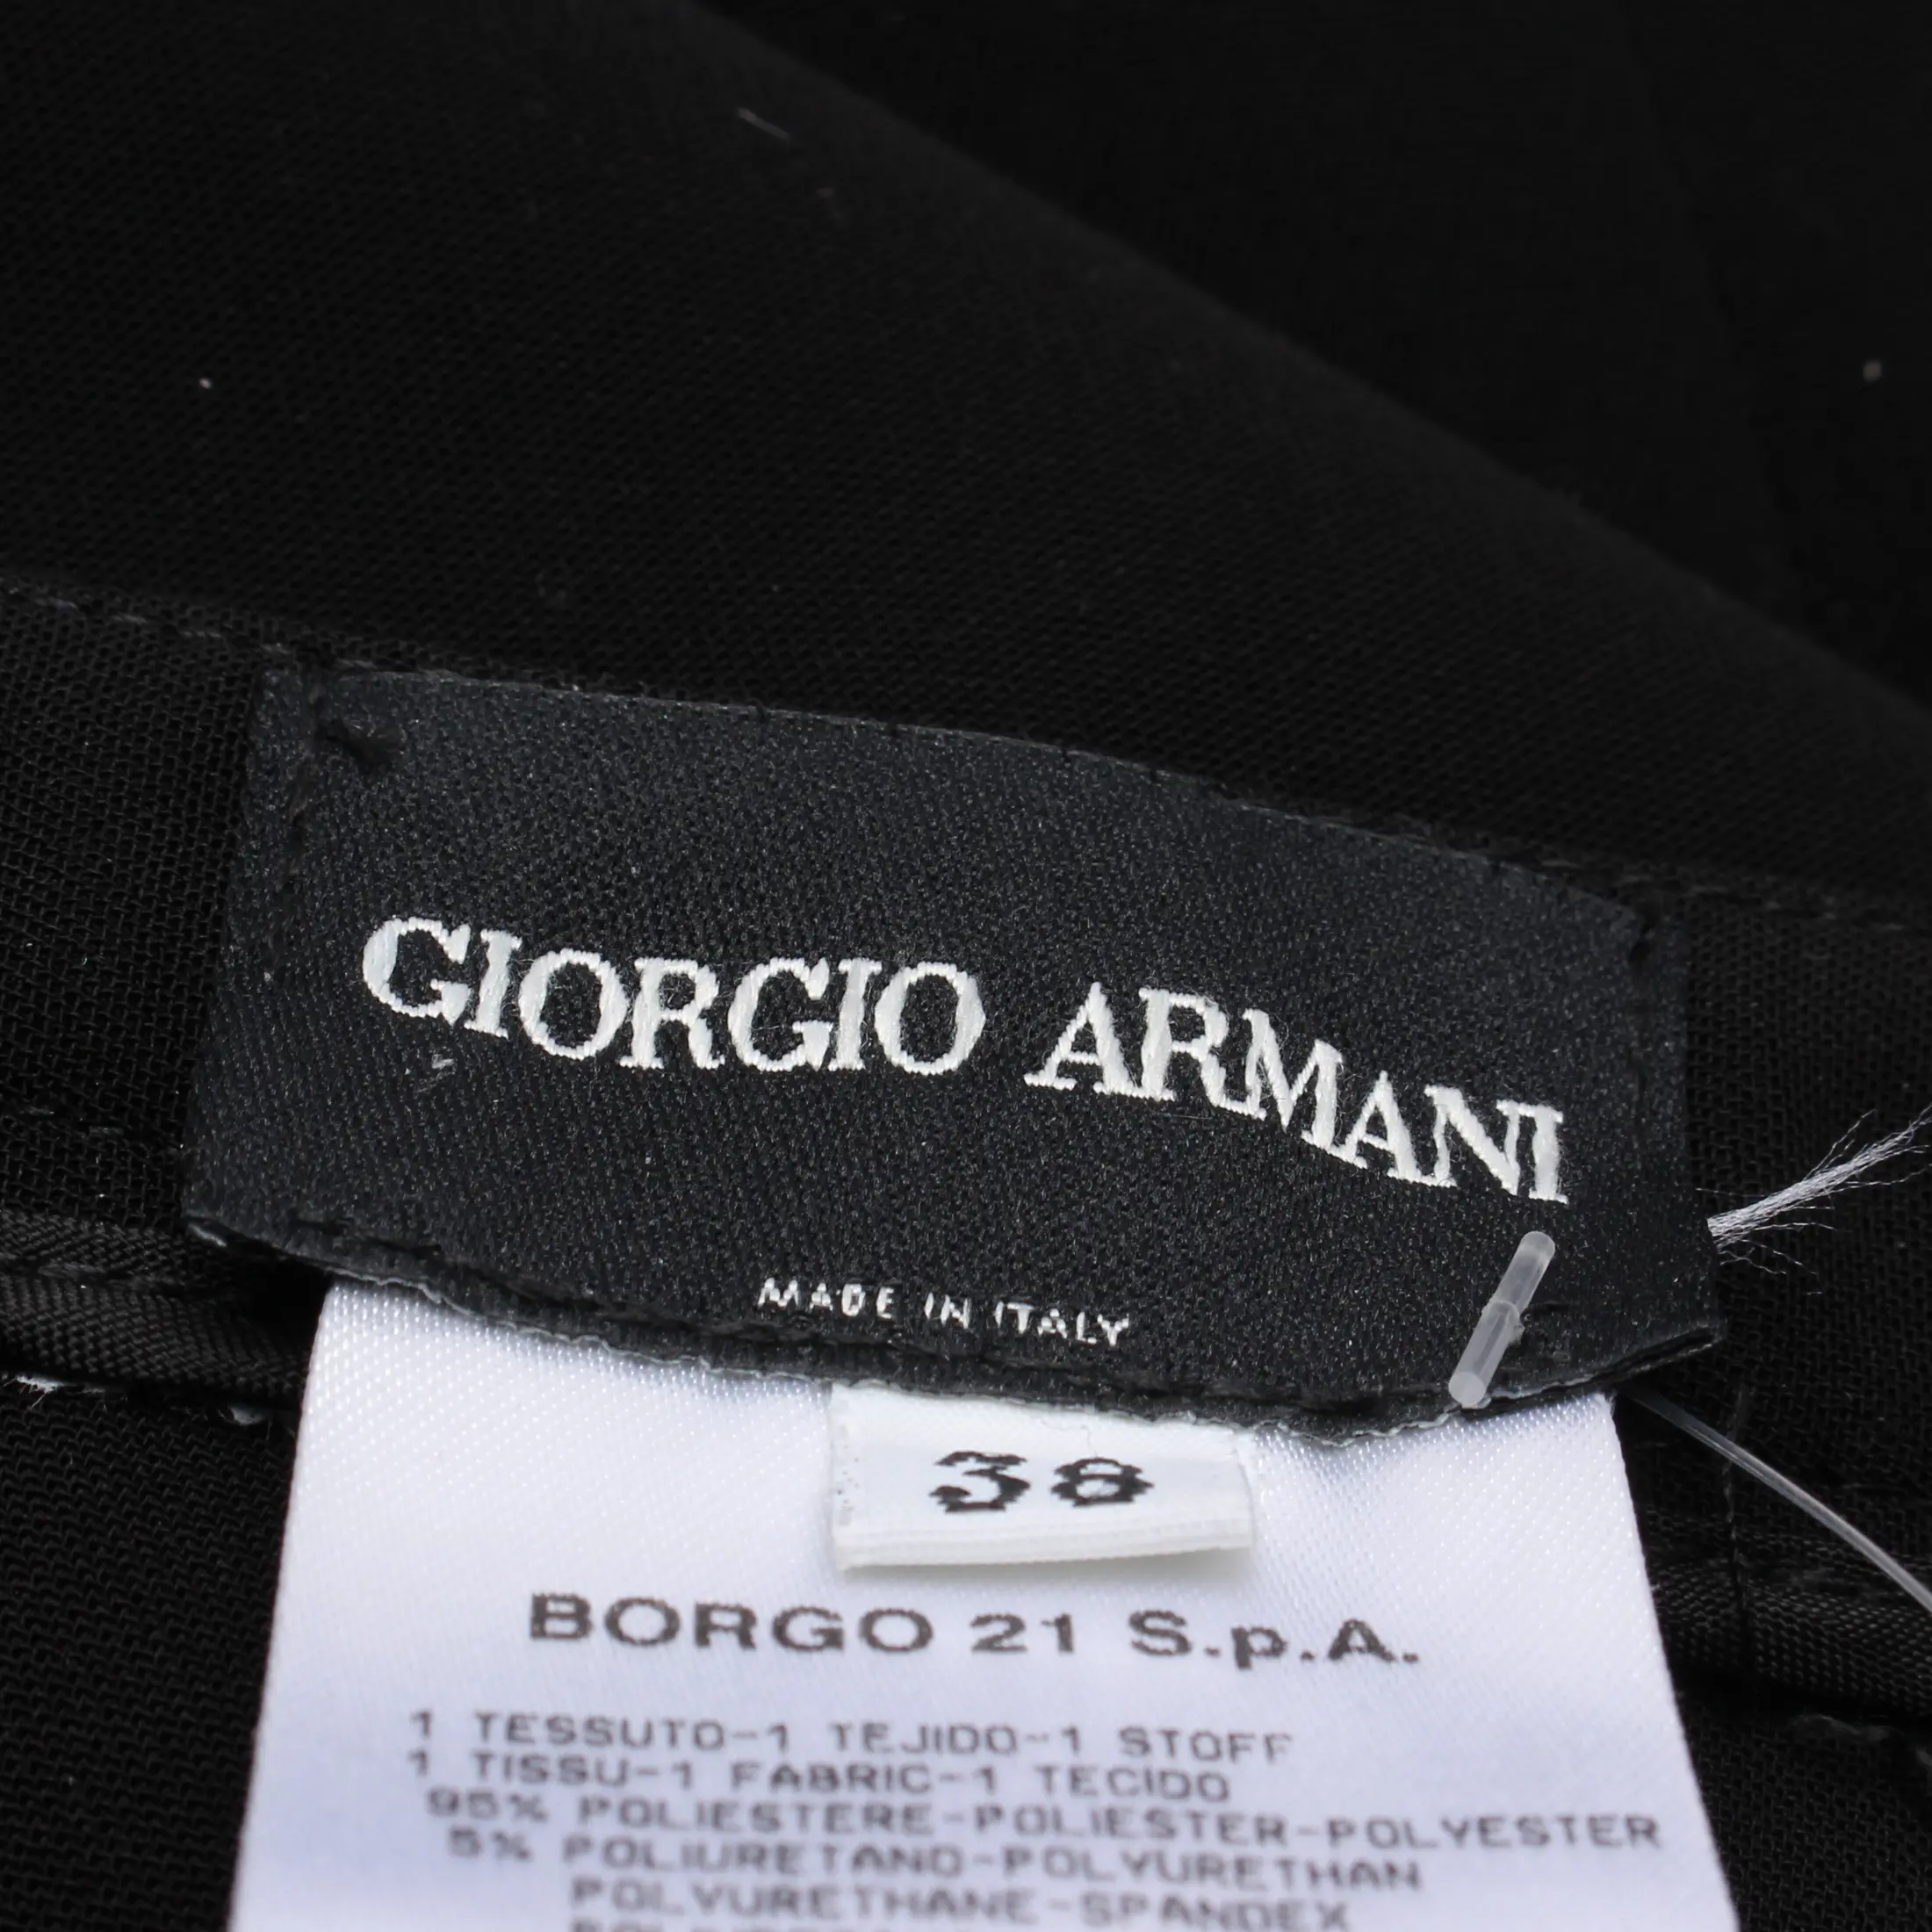 GIORGIO ARMANI
MADE IN ITALY
38
BORGO 21 S.p.A.
1 TESSUTO-1 TEJIDO-1 STOFF
1 TISSU-1 FABRIC-1 TECIDO
95% POLIESTERE-POLIESTER-POLYESTER
5% POLIURETANO-POLYURETHAN
POLYURETHANE-SPANDEX